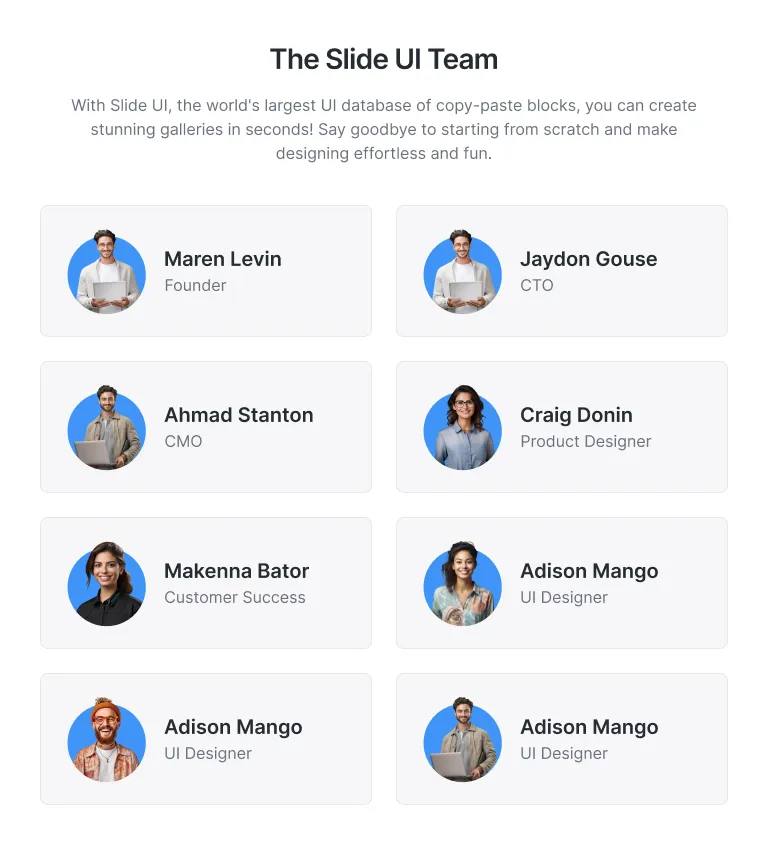 The Slide UI Team
With Slide UI, the world's largest UI database of copy-paste blocks, you can create
stunning galleries in seconds! Say goodbye to starting from scratch and make
designing effortless and fun.
Maren Levin
Founder
Jaydon Gouse
CTO
Ahmad Stanton
CMO
Craig Donin
Product Designer
Makenna Bator
Customer Success
Adison Mango
UI Designer
Adison Mango
UI Designer
Adison Mango
UI Designer